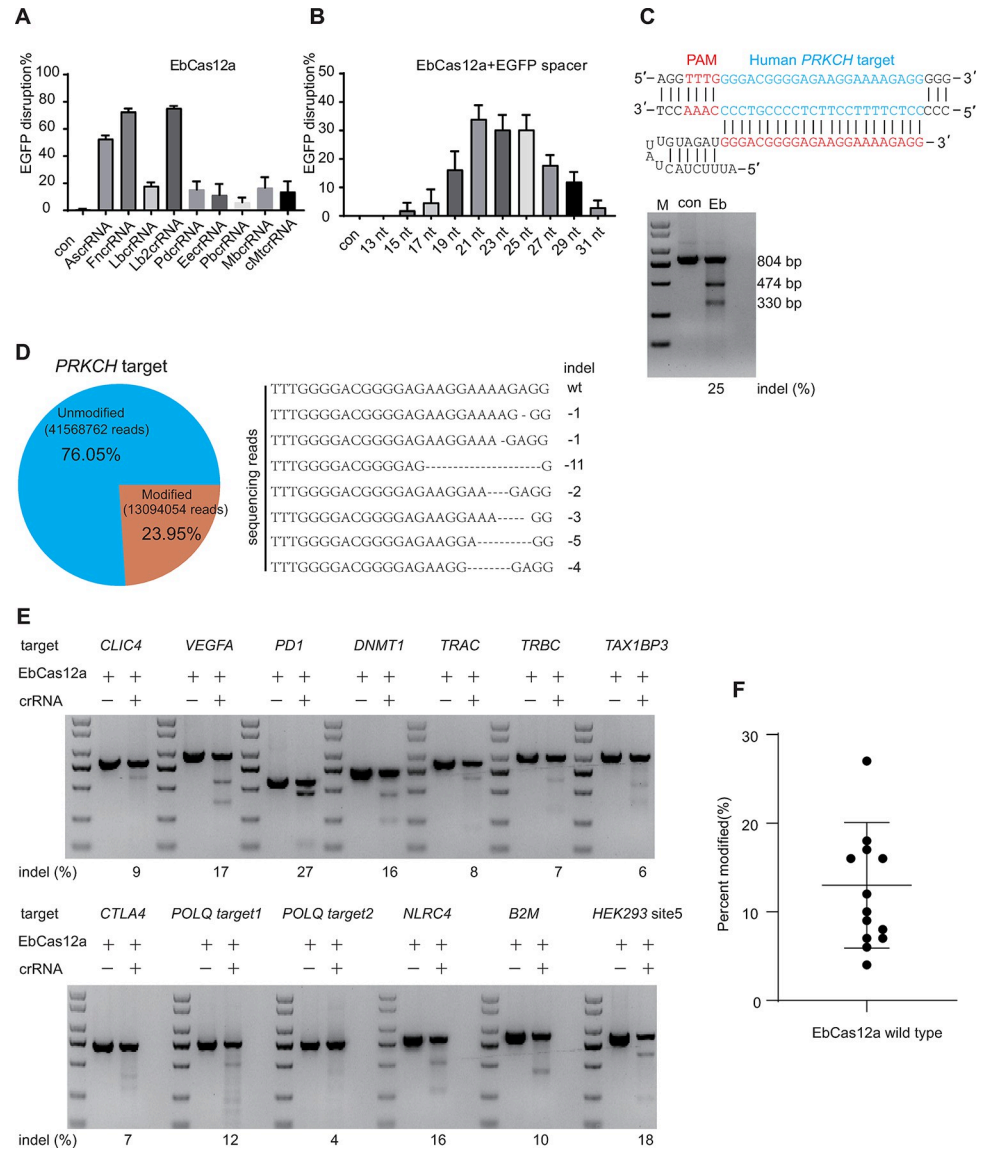 A
EbCas12a
EGFP disruption%
100
80
60
40
20
0
con
AscrRNA
FncrRNA
LbcrRNA
Lb2crRNA
PdcrRNA
EecrRNA
PbcrRNA
MbcrRNA
cMtcrRNA
B
EbCas12a+EGFP spacer
EGFP disruption%
50
40
30
20
10
0
con
13 nt
15 nt
17 nt
19 nt
21 nt
23 nt
25 nt
27 nt
29 nt
31 nt
C
PAM Human PRKCH target
5′-AGGTTTGGGGACGGGGAGAAGGAAAAGAGGGGG-3′
3′-TCCAAACCCCTGCCCCTCTTCCTTTTCTCCCCC-5′
UUGUAGAUGGGACGGGGAGAAGGAAAAGAGG-3′
A
UUCAUCUUUA-5′
M con Eb
804 bp
474 bp
330 bp
25 indel (%)
D
PRKCH target
Unmodified
(41568762 reads)
76.05%
Modified
(13094054 reads)
23.95%
sequencing reads
indel
TTTGGGGACGGGGAGAAGGAAAAGAGG wt
TTTGGGGACGGGGAGAAGGAAAAG-GG -1
TTTGGGGACGGGGAGAAGGAAA-GAGG -1
TTTGGGGACGGGGAG--------------------G -11
TTTGGGGACGGGGAGAAGGAA----GAGG -2
TTTGGGGACGGGGAGAAGGAAA----- GG -3
TTTGGGGACGGGGAGAAGGA----------GG -5
TTTGGGGACGGGGAGAAGG--------GAGG -4
E
target CLIC4 VEGFA PD1 DNMT1 TRAC TRBC TAX1BP3
EbCas12a + + + + + + + + + + + + + +
crRNA − + − + − + − + − + − + − +
indel (%) 9 17 27 16 8 7 6
target CTLA4 POLQ target1 POLQ target2 NLRC4 B2M HEK293 site5
EbCas12a + + + + + + + + + + + +
crRNA − + − + − + − + − + − +
indel (%) 7 12 4 16 10 18
F
Percent modified(%)
30
20
10
0
EbCas12a wild type